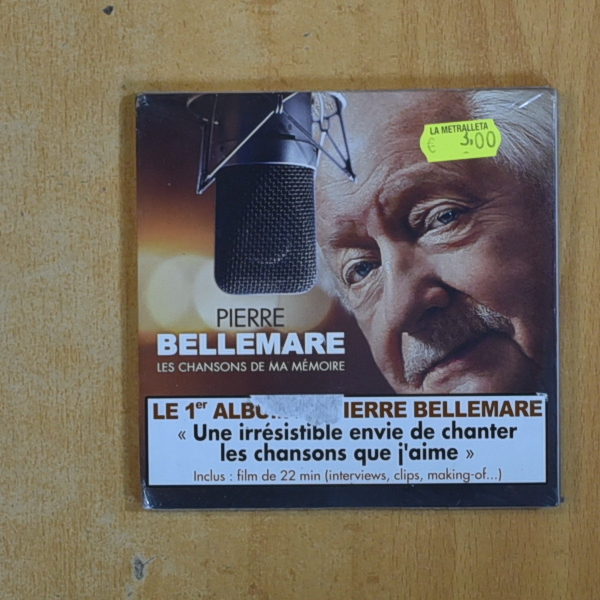 LA METRALLETA
€ 3,00
PIERRE
BELLEMARE
LES CHANSONS DE MA MÉMOIRE
LE 1er ALBU IERRE BELLEMARE
« Une irrésistible envie de chanter
les chansons que j'aime »
Inclus : film de 22 min (interviews, clips, making-of...)